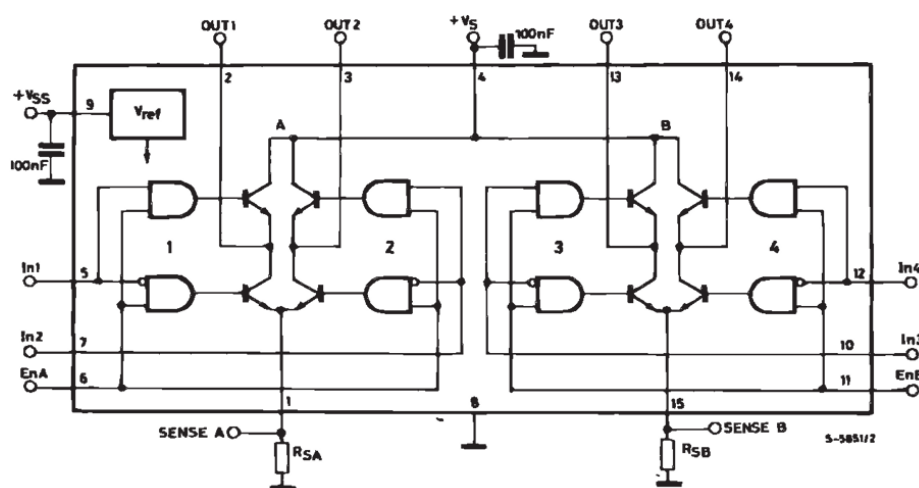 OUT1
OUT2
+VS
100nF
OUT3
OUT4
2
3
4
13
14
+VSS
9
Vref
A
B
100nF
1
2
3
4
In1
5
12
In4
In2
7
10
In3
EnA
6
11
EnB
1
8
15
SENSE A
SENSE B
S-5851/2
RSA
RSB